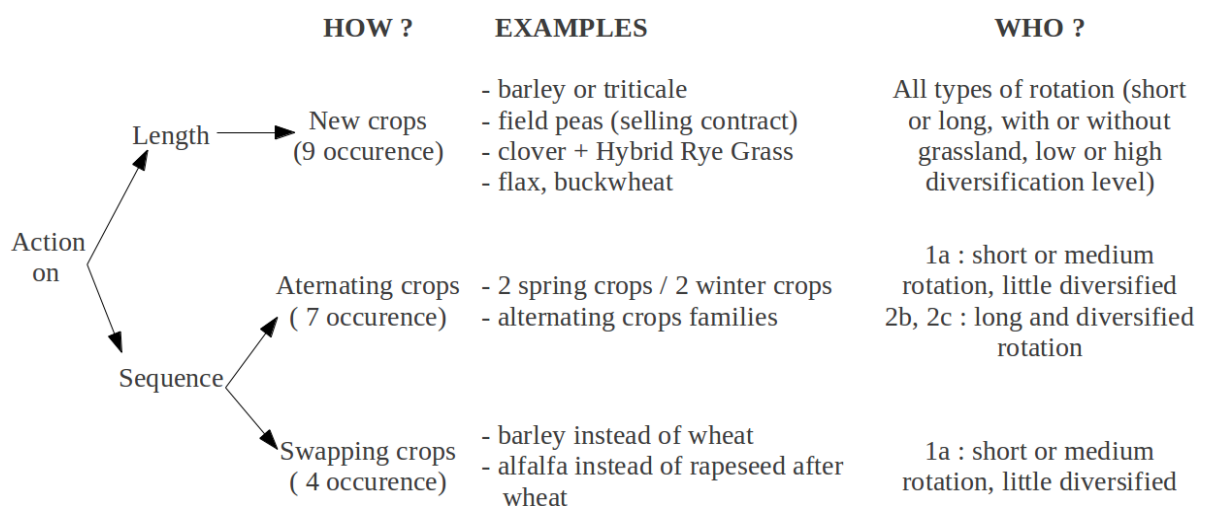 HOW ?
EXAMPLES
WHO ?
Action
on
Length
New crops
(9 occurence)
- barley or triticale
- field peas (selling contract)
- clover + Hybrid Rye Grass
- flax, buckwheat
All types of rotation (short
or long, with or without
grassland, low or high
diversification level)
Sequence
Aternating crops
( 7 occurence)
- 2 spring crops / 2 winter crops
- alternating crops families
1a : short or medium
rotation, little diversified
2b, 2c : long and diversified
rotation
Swapping crops
( 4 occurence)
- barley instead of wheat
- alfalfa instead of rapeseed after
wheat
1a : short or medium
rotation, little diversified